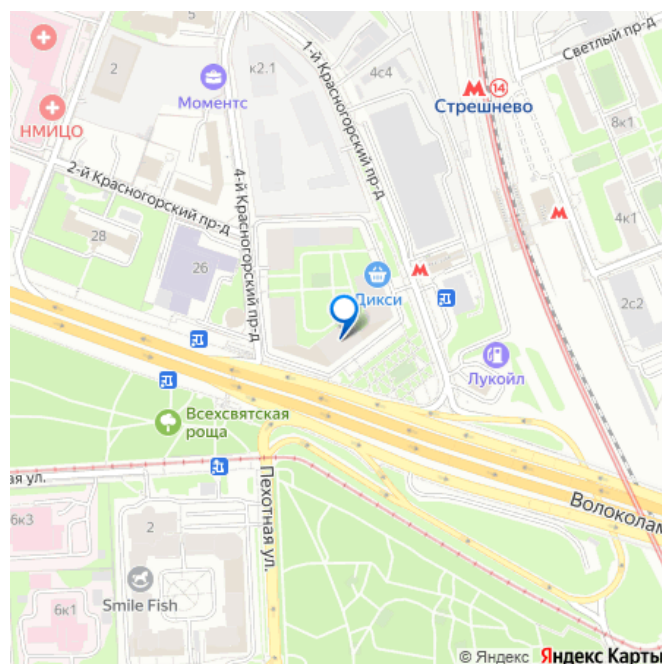 5
2
к2.1
Моментс
НМИЦО
1-й Красногорский пр-д
4с4
М 14
Стрешнево
Светлый пр-д
8к1
2-й Красногорский пр-д
4-й Красногорский пр-д
28
26
М
4к1
М
Дикси
2с2
Лукойл
Всехсвятская
роща
ая ул.
Пехотная ул.
Волоколам
6к3
2
Smile Fish
6к1
© Яндекс Яндекс Карты